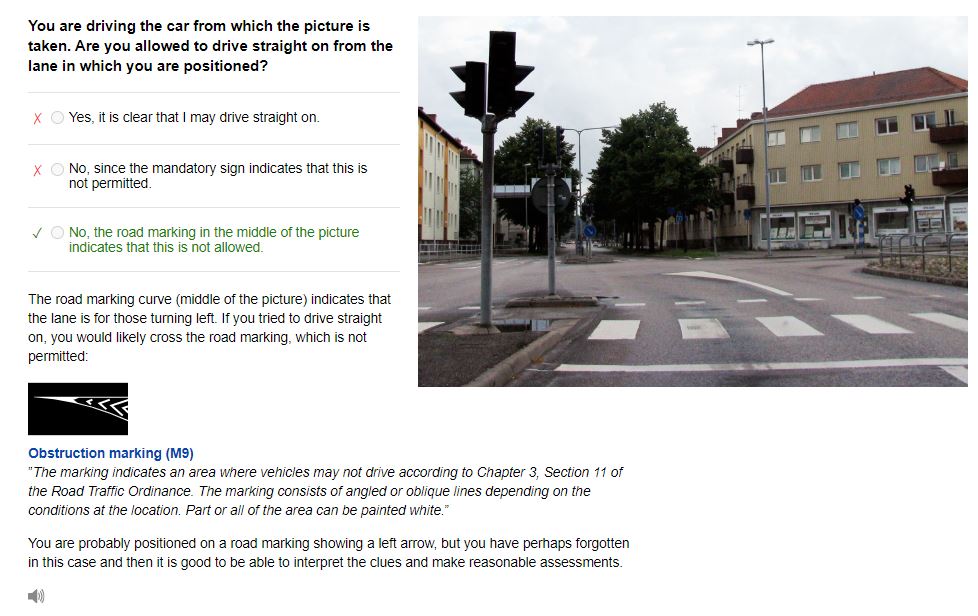 You are driving the car from which the picture is
taken. Are you allowed to drive straight on from the
lane in which you are positioned?
Yes, it is clear that I may drive straight on.
No, since the mandatory sign indicates that this is
not permitted.
No, the road marking in the middle of the picture
indicates that this is not allowed.
The road marking curve (middle of the picture) indicates that
the lane is for those turning left. If you tried to drive straight
on, you would likely cross the road marking, which is not
permitted:
Obstruction marking (M9)
"The marking indicates an area where vehicles may not drive according to Chapter 3, Section 11 of
the Road Traffic Ordinance. The marking consists of angled or oblique lines depending on the
conditions at the location. Part or all of the area can be painted white."
You are probably positioned on a road marking showing a left arrow, but you have perhaps forgotten
in this case and then it is good to be able to interpret the clues and make reasonable assessments.